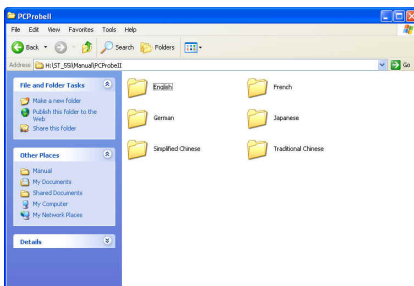 PCProbeII
File Edit View Favorites Tools Help
Back Search Folders
Address H:\ST_55i\Manual\PCProbeII Go
File and Folder Tasks
Make a new folder
Publish this folder to the Web
Share this folder
Other Places
Manual
My Documents
Shared Documents
My Computer
My Network Places
Details
English French
German Japanese
Simplified Chinese Traditional Chinese